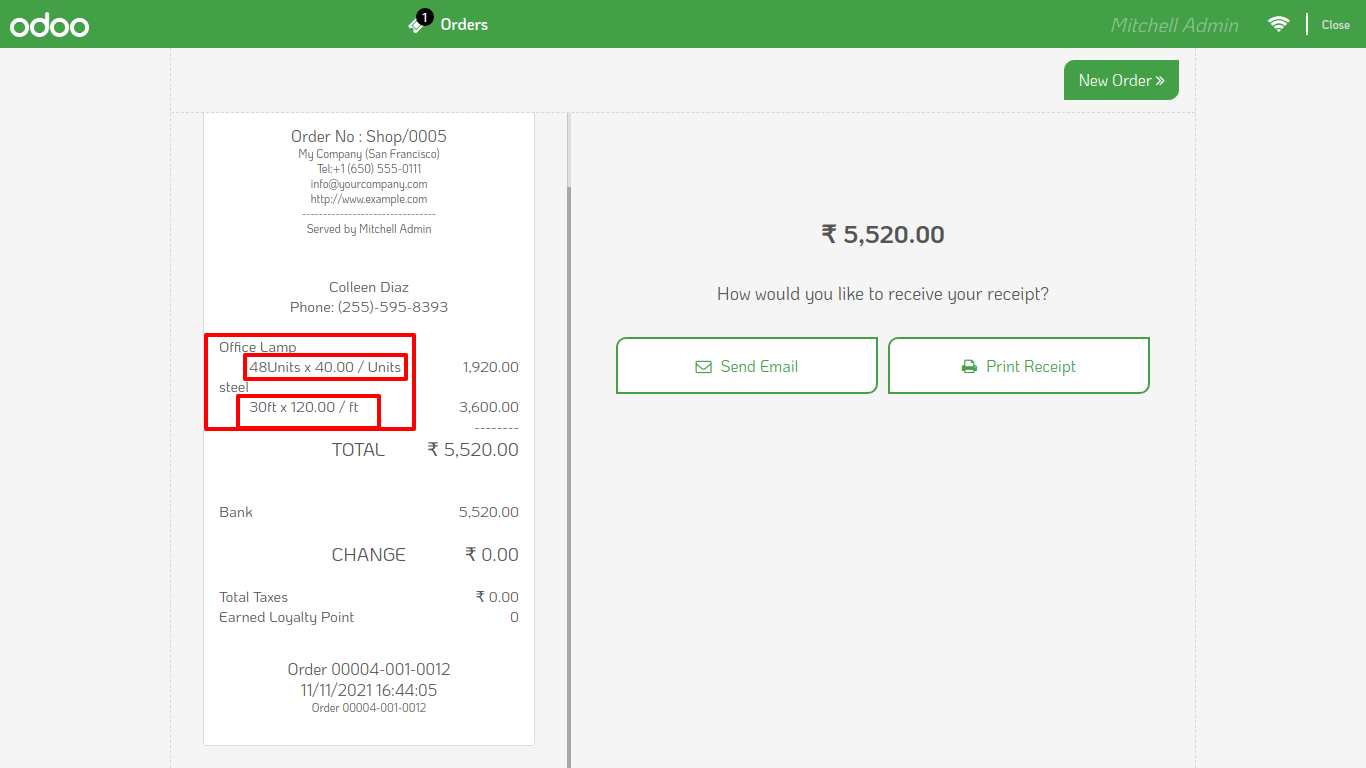 odoo 1 Orders Mitchell Admin Close
New Order »
Order No : Shop/0005
My Company (San Francisco)
Tel:+1 (650) 555-0111
info@yourcompany.com
http://www.example.com
--------------------------------
Served by Mitchell Admin
Colleen Diaz
Phone: (255)-595-8393
Office Lamp
48Units x 40.00 / Units 1,920.00
steel
30ft x 120.00 / ft 3,600.00
--------
TOTAL ₹ 5,520.00
Bank 5,520.00
CHANGE ₹ 0.00
Total Taxes ₹ 0.00
Earned Loyalty Point 0
Order 00004-001-0012
11/11/2021 16:44:05
Order 00004-001-0012
₹ 5,520.00
How would you like to receive your receipt?
Send Email Print Receipt